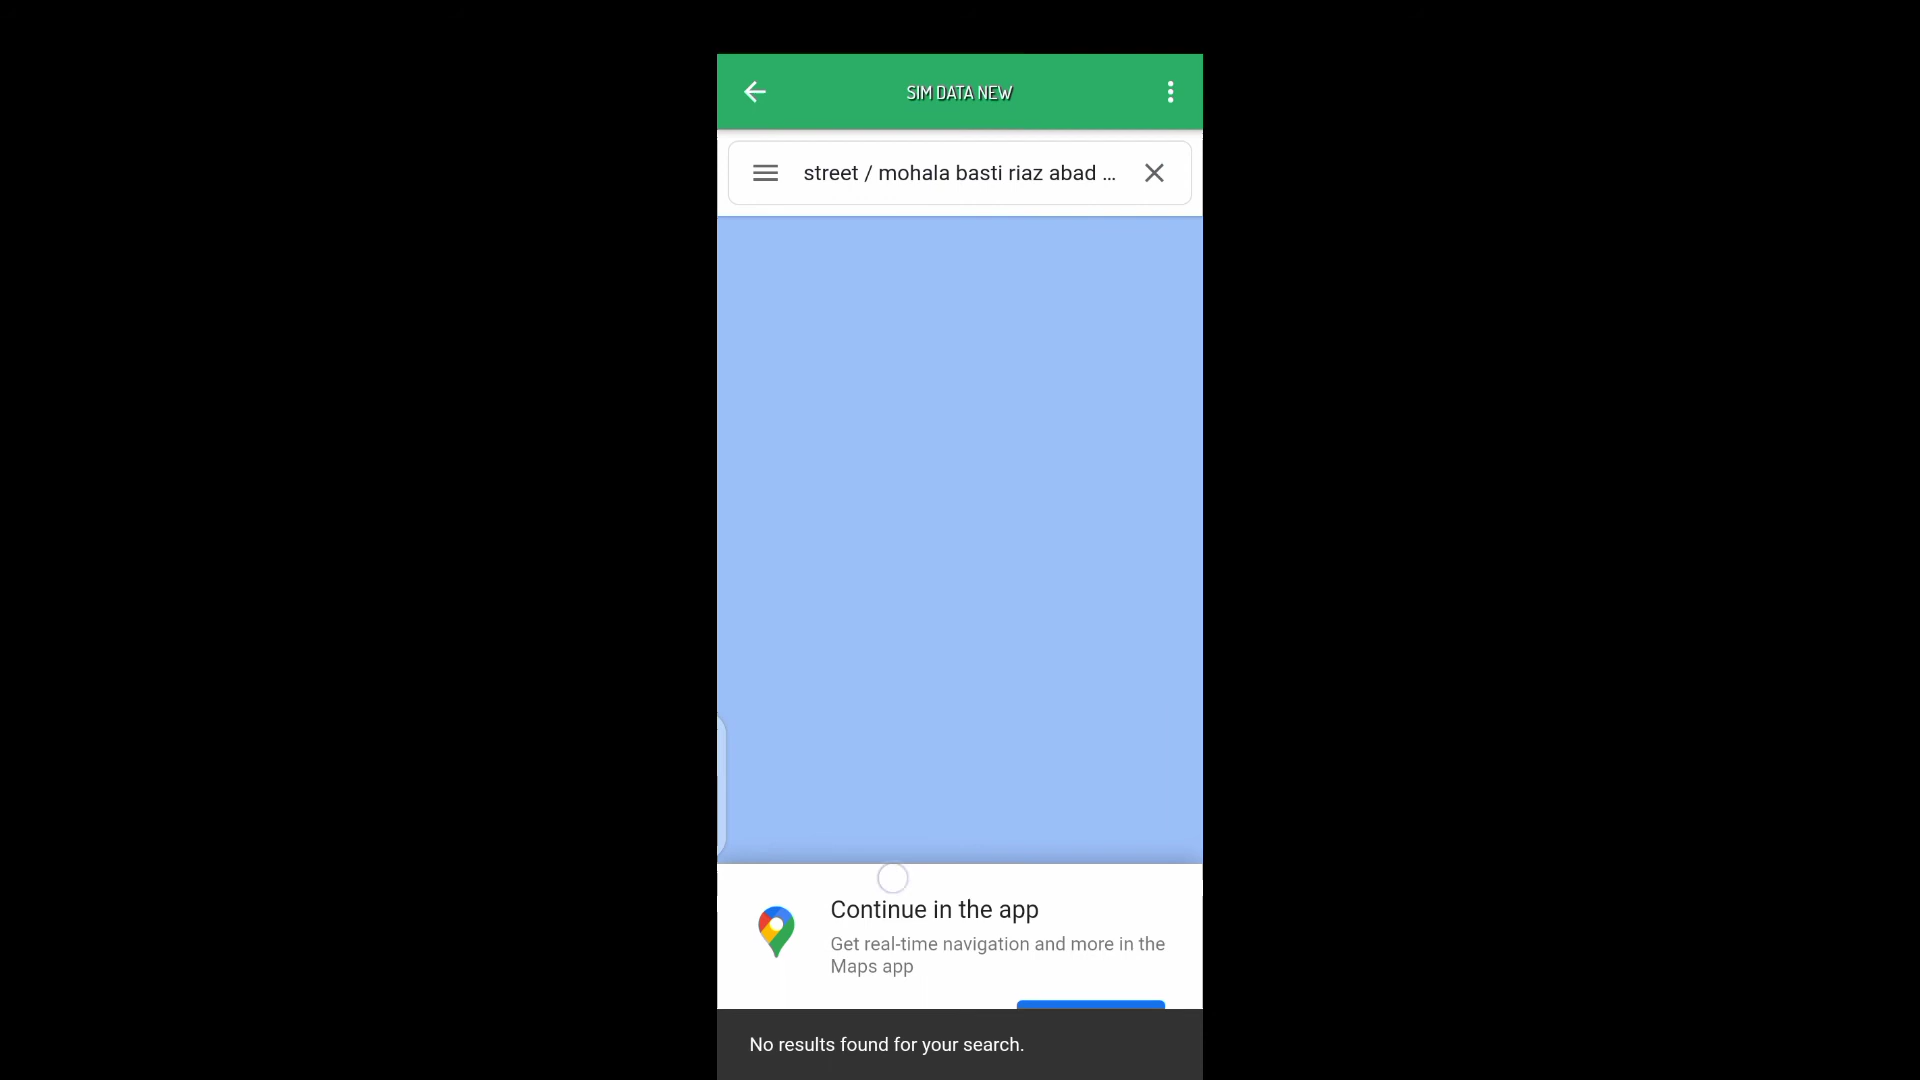 SIM DATA NEW
street / mohala basti riaz abad ...
Continue in the app
Get real-time navigation and more in the
Maps app
No results found for your search.